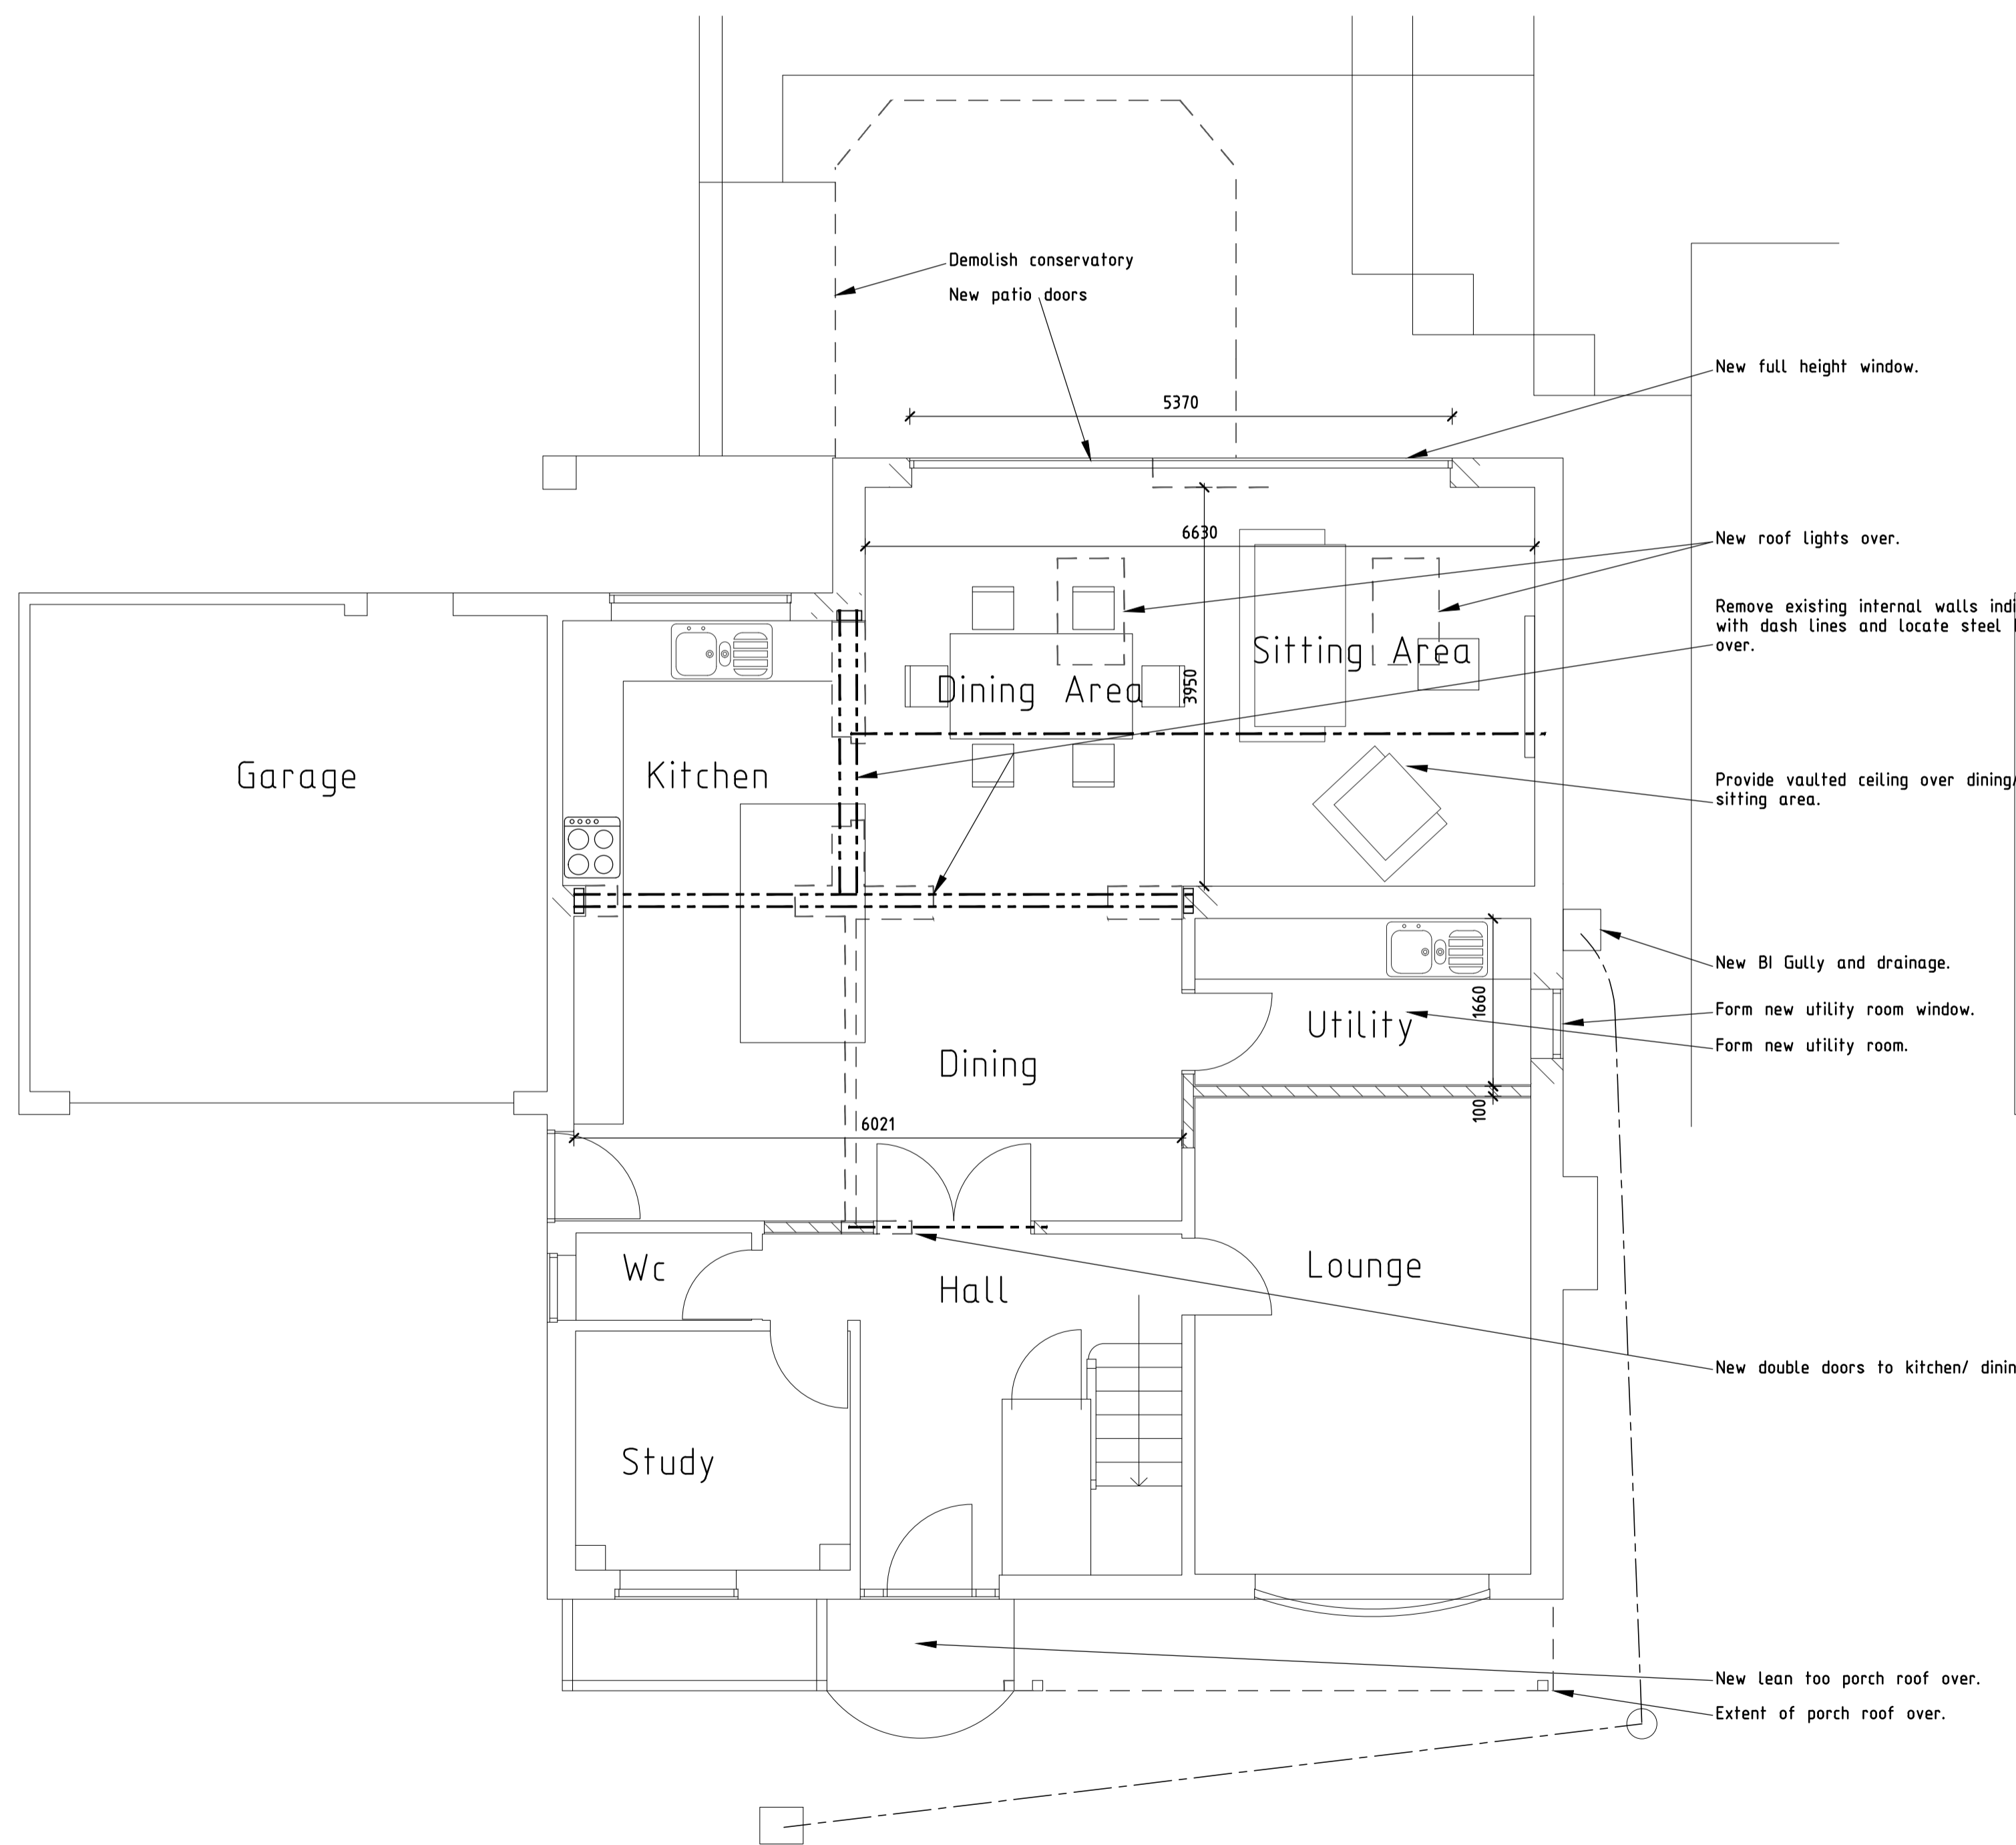 Demolish conservatory
New patio doors
New full height window.
5370
6630
New roof lights over.
Remove existing internal walls
with dash lines and locate steel
over.
Sitting Area
Dining Area
3950
Garage
Kitchen
Provide vaulted ceiling over dining/
sitting area.
New BI Gully and drainage.
1660
Form new utility room window.
Utility
Form new utility room.
Dining
100
6021
Wc
Hall
Lounge
New double doors to kitchen/
Study
New lean too porch roof over.
Extent of porch roof over.